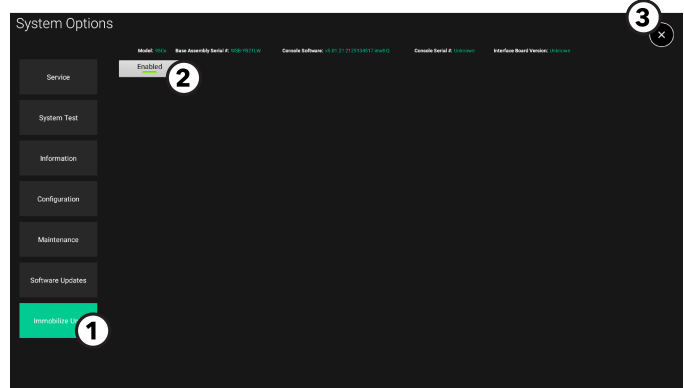 System Options
3
Model: Base Assembly Serial #: Console Software: Console Serial #: Unknown Interface Board Version: Unknown
Enabled
2
Service
System Test
Information
Configuration
Maintenance
Software Updates
Immobilize
1